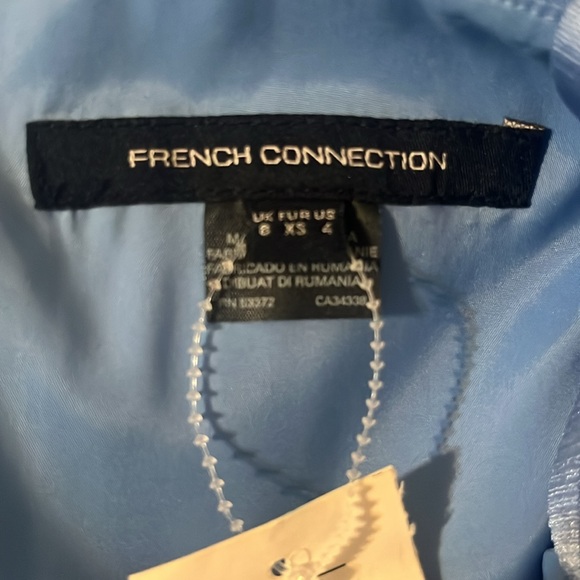 FRENCH CONNECTION
UK EUR US
8 XS 4
FABRICADO EN RUMANIA
DIBUAT DI RUMANIA
RN 53372 CA34338